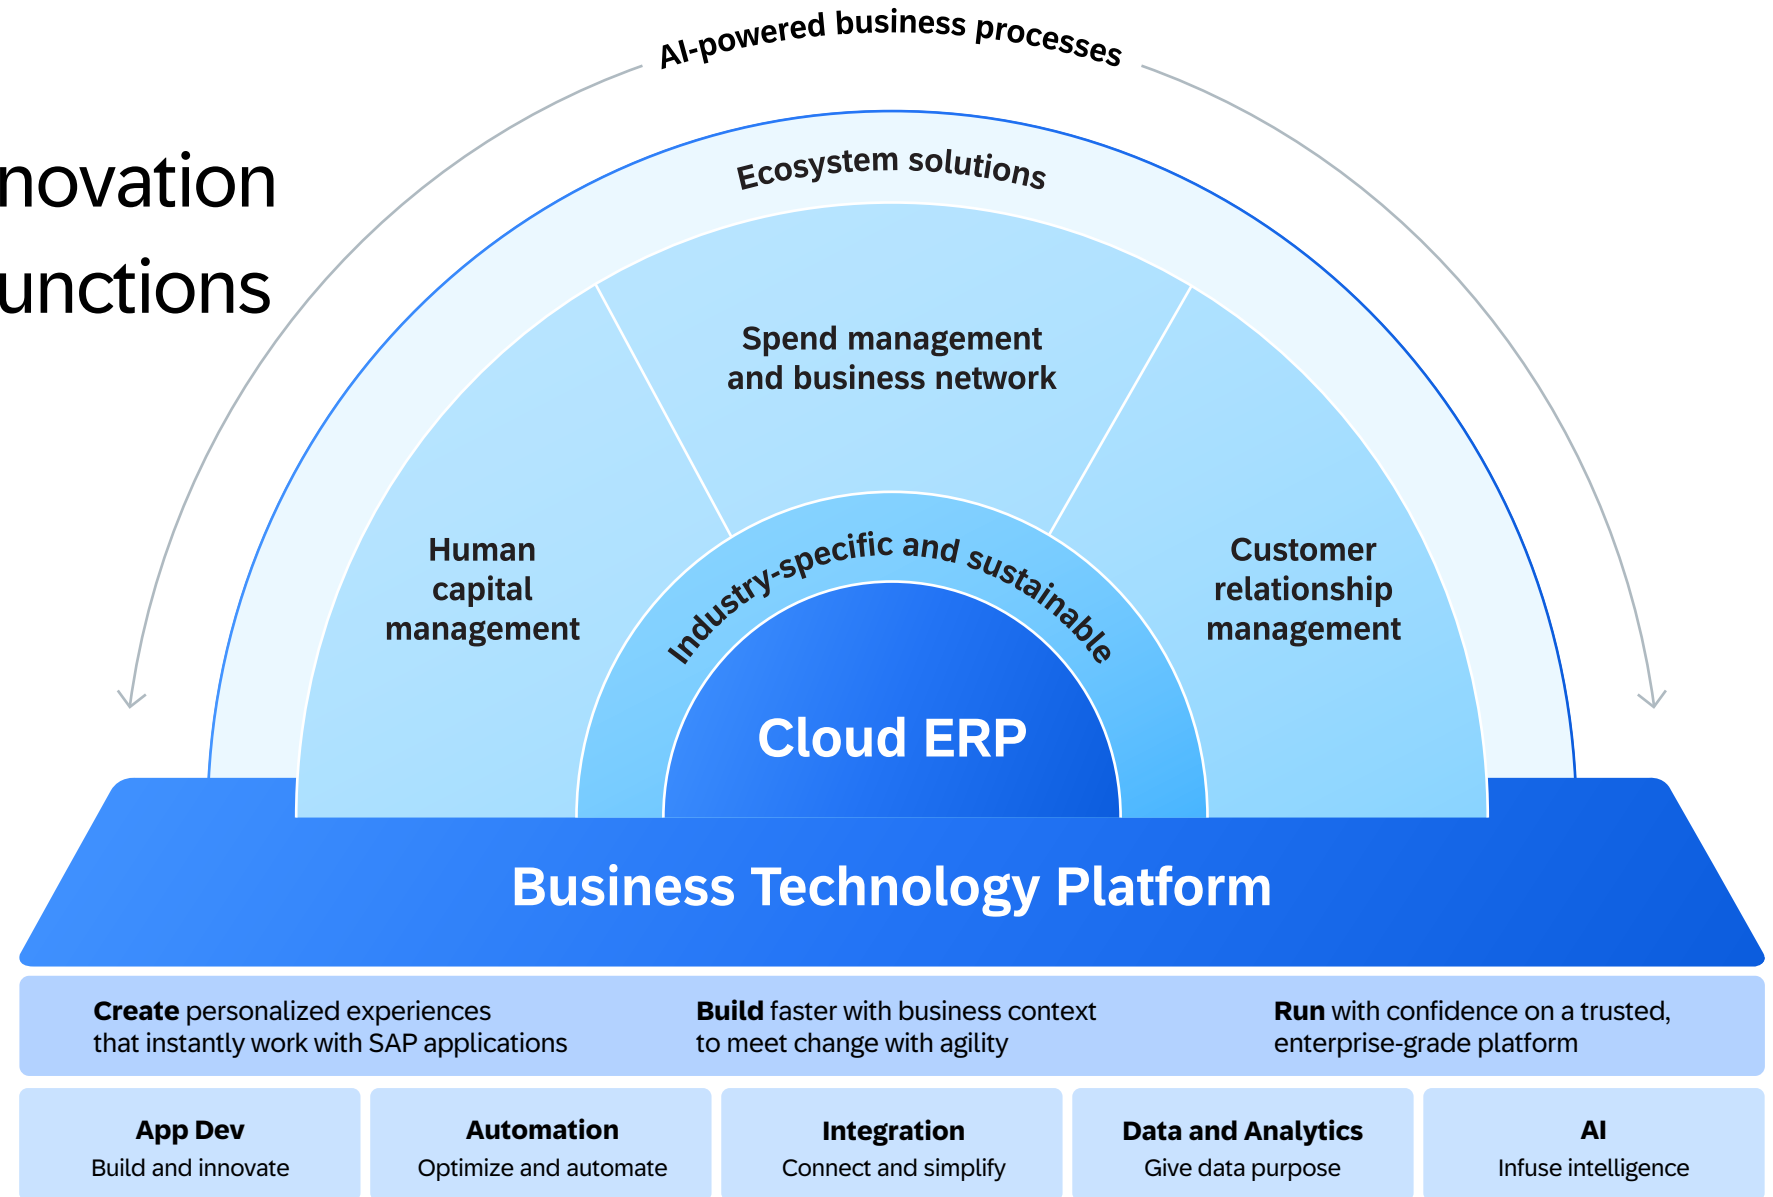 AI-powered business processes
novation
unctions
Ecosystem solutions
Spend management
and business network
Human
capital
management
Customer
relationship
management
Industry-specific and sustainable
Cloud ERP
Business Technology Platform
Create personalized experiences
that instantly work with SAP applications
Build faster with business context
to meet change with agility
Run with confidence on a trusted,
enterprise-grade platform
App Dev
Build and innovate
Automation
Optimize and automate
Integration
Connect and simplify
Data and Analytics
Give data purpose
AI
Infuse intelligence